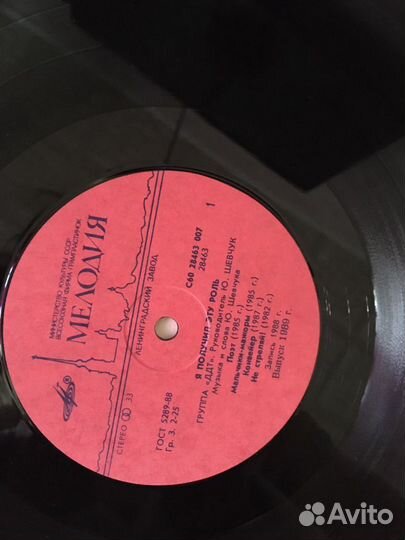 МИНИСТЕРСТВО КУЛЬТУРЫ СССР
ВСЕСОЮЗНАЯ ФИРМА ГРАМПЛАСТИНОК
МЕЛОДИЯ
ЛЕНИНГРАДСКИЙ ЗАВОД
СТЕРЕО 33
ГОСТ 5289-88
Гр. 3. 2-25
С60 28463 007
28463
1
Я ПОЛУЧИЛ ЭТУ РОЛЬ
ГРУППА «ДДТ». Руководитель Ю. ШЕВЧУК
Музыка и слова Ю. Шевчука
Поэт (1985 г.)
Мальчики-мажоры (1985 г.)
Конвейер (1987 г.)
Не стреляй! (1982 г.)
Запись 1988 г.
Выпуск 1989 г.
Avito